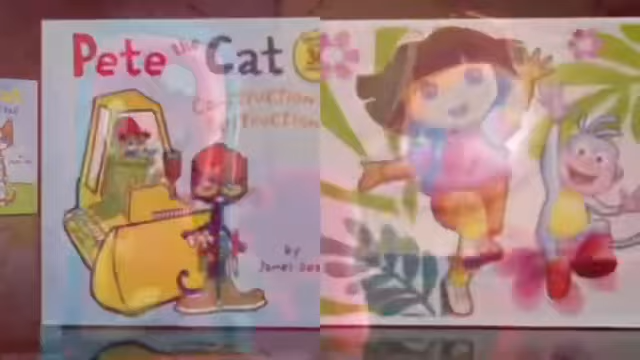 Pete the Cat
CONSTRUCTION
DESTRUCTION
by
James Dean